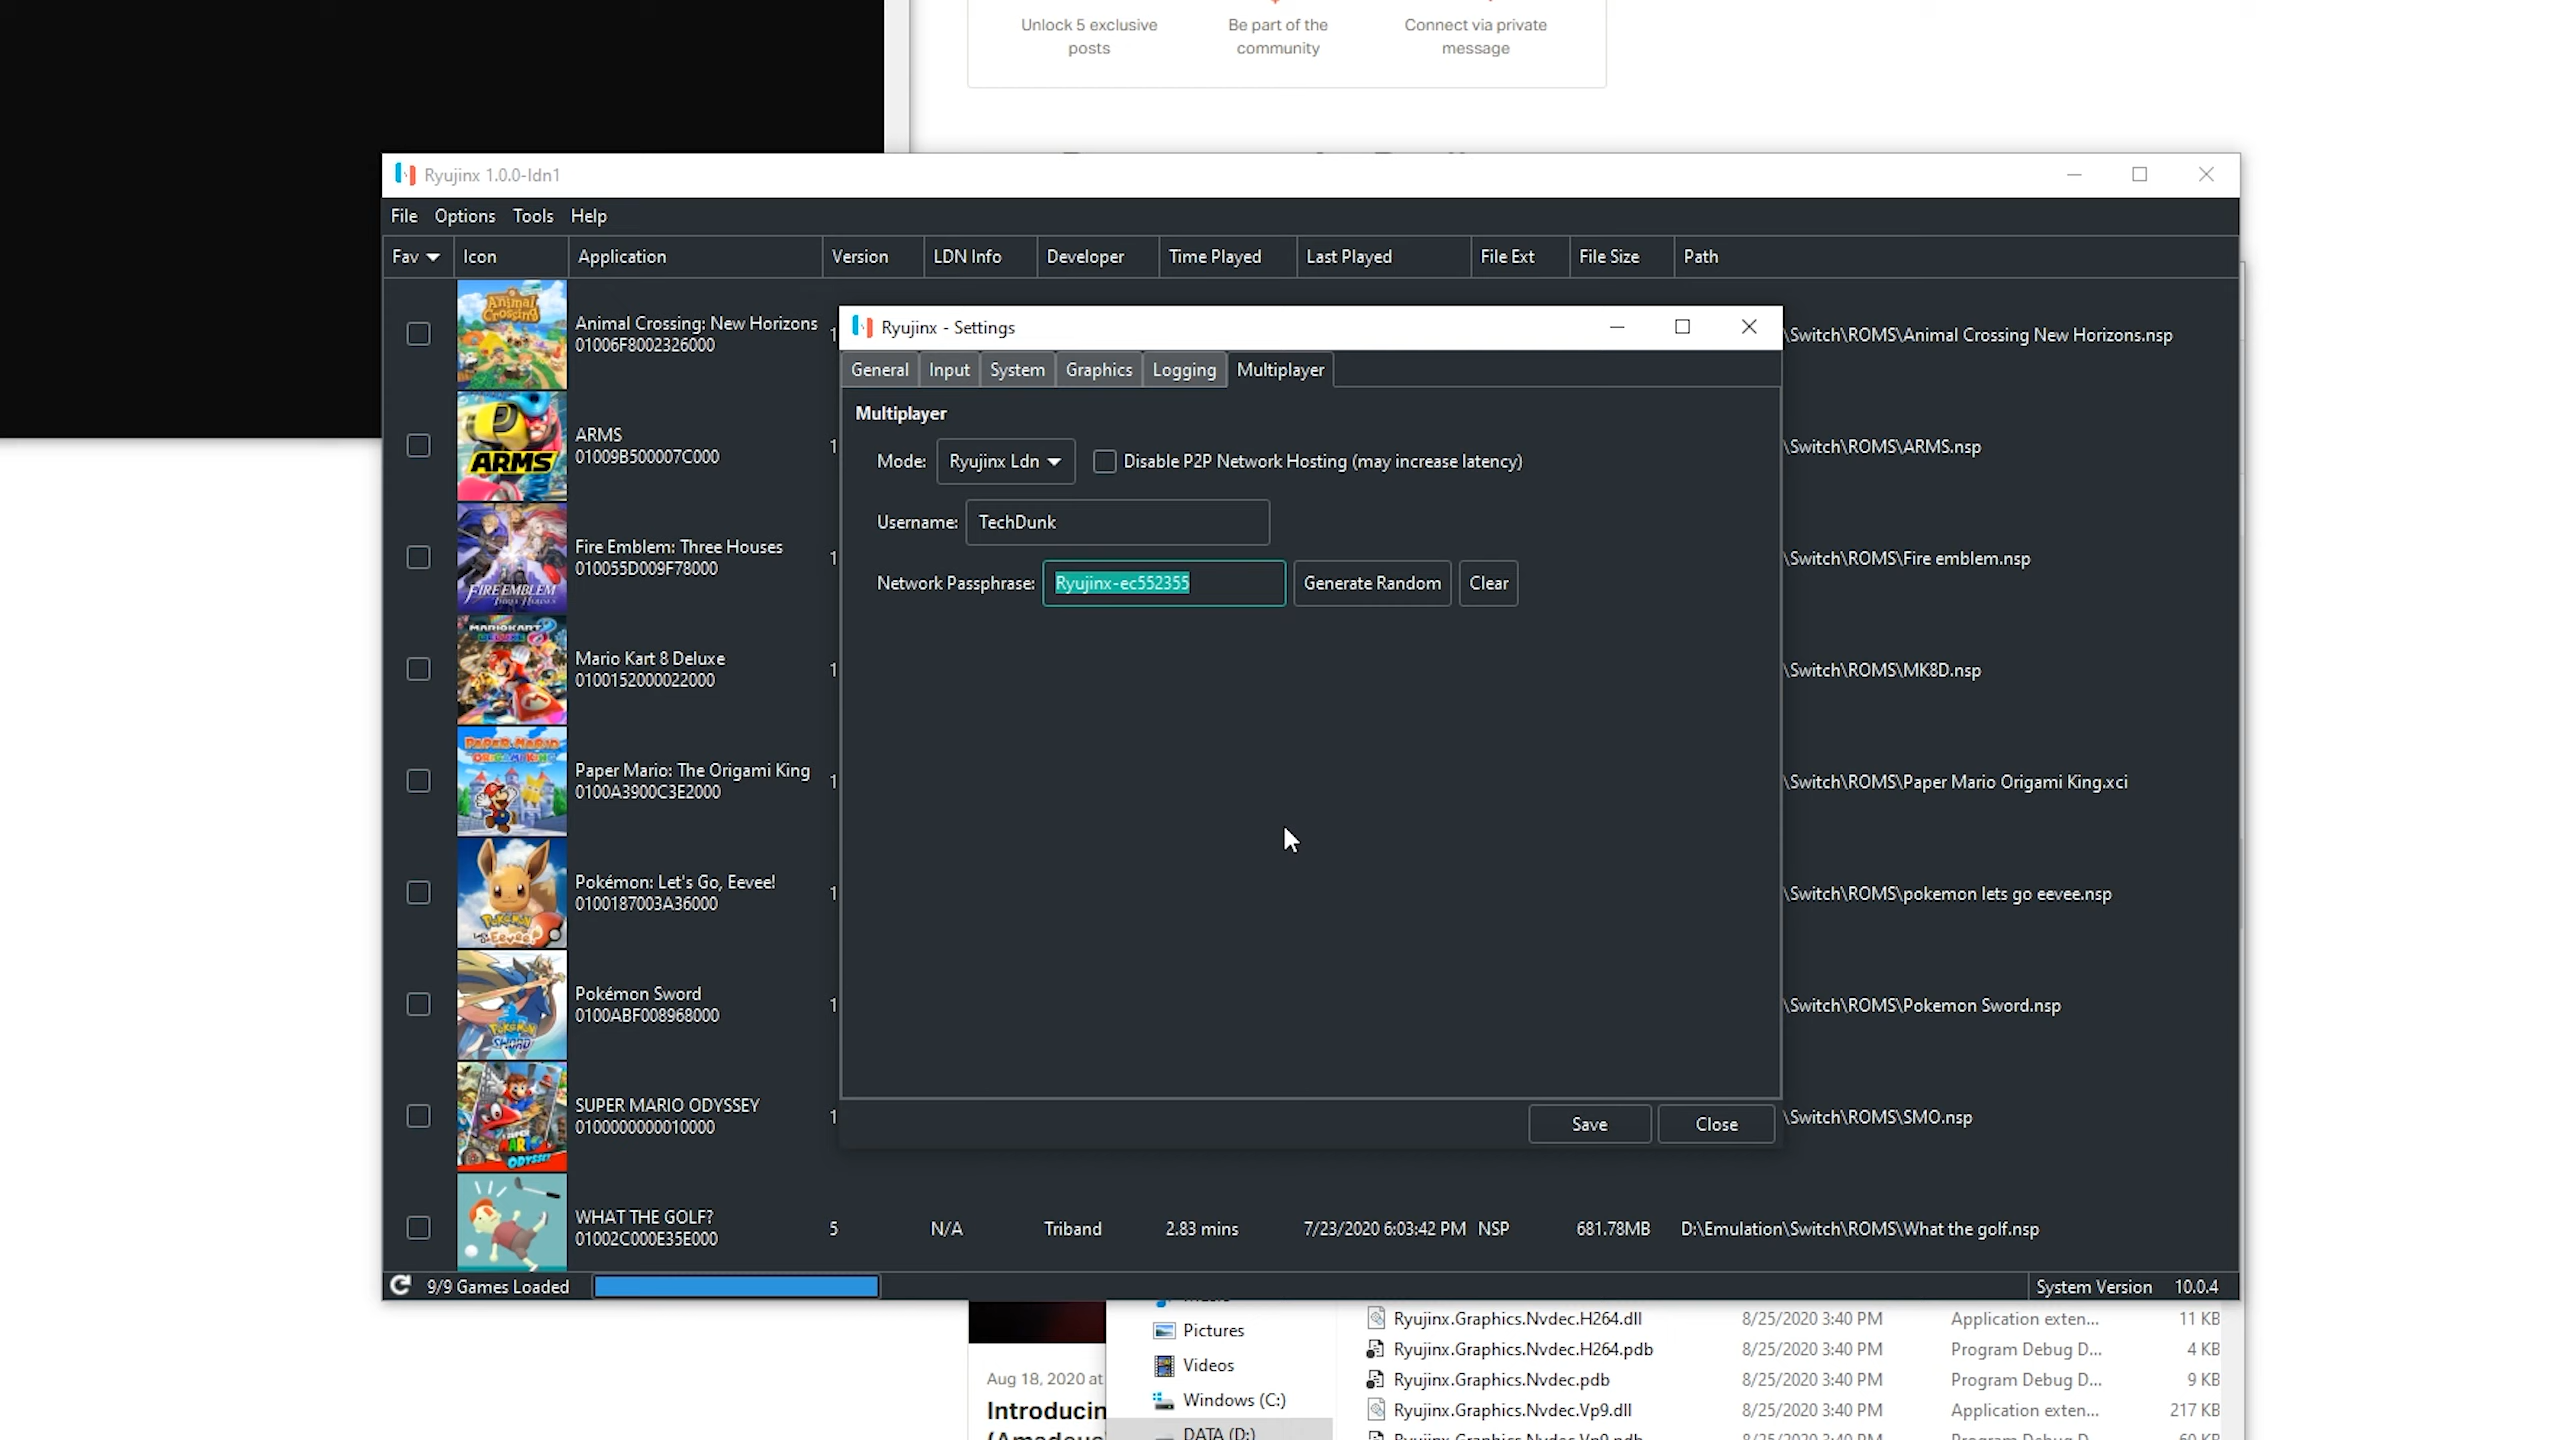 Unlock 5 exclusive
posts
Be part of the
community
Connect via private
message
Ryujinx 1.0.0-ldn1
File Options Tools Help
Fav Icon Application Version LDN Info Developer Time Played Last Played File Ext File Size Path
Animal Crossing: New Horizons
01006F8002326000
\Switch\ROMS\Animal Crossing New Horizons.nsp
ARMS
01009B500007C000
\Switch\ROMS\ARMS.nsp
Fire Emblem: Three Houses
010055D009F78000
\Switch\ROMS\Fire emblem.nsp
Mario Kart 8 Deluxe
0100152000022000
\Switch\ROMS\MK8D.nsp
Paper Mario: The Origami King
0100A3900C3E2000
\Switch\ROMS\Paper Mario Origami King.xci
Pokémon: Let's Go, Eevee!
0100187003A36000
\Switch\ROMS\pokemon lets go eevee.nsp
Pokémon Sword
0100ABF008968000
\Switch\ROMS\Pokemon Sword.nsp
SUPER MARIO ODYSSEY
0100000000010000
\Switch\ROMS\SMO.nsp
WHAT THE GOLF?
01002C000E35E000
5 N/A Triband 2.83 mins 7/23/2020 6:03:42 PM NSP 681.78MB D:\Emulation\Switch\ROMS\What the golf.nsp
Ryujinx - Settings
General Input System Graphics Logging Multiplayer
Multiplayer
Mode: Ryujinx Ldn Disable P2P Network Hosting (may increase latency)
Username: TechDunk
Network Passphrase: Ryujinx-ec552355 Generate Random Clear
Save Close
9/9 Games Loaded
System Version 10.0.4
Pictures
Videos
Windows (C:)
DATA (D:)
Ryujinx.Graphics.Nvdec.H264.dll 8/25/2020 3:40 PM Application exten... 11 KB
Ryujinx.Graphics.Nvdec.H264.pdb 8/25/2020 3:40 PM Program Debug D... 4 KB
Ryujinx.Graphics.Nvdec.pdb 8/25/2020 3:40 PM Program Debug D... 9 KB
Ryujinx.Graphics.Nvdec.Vp9.dll 8/25/2020 3:40 PM Application exten... 217 KB
Aug 18, 2020 at
Introducin